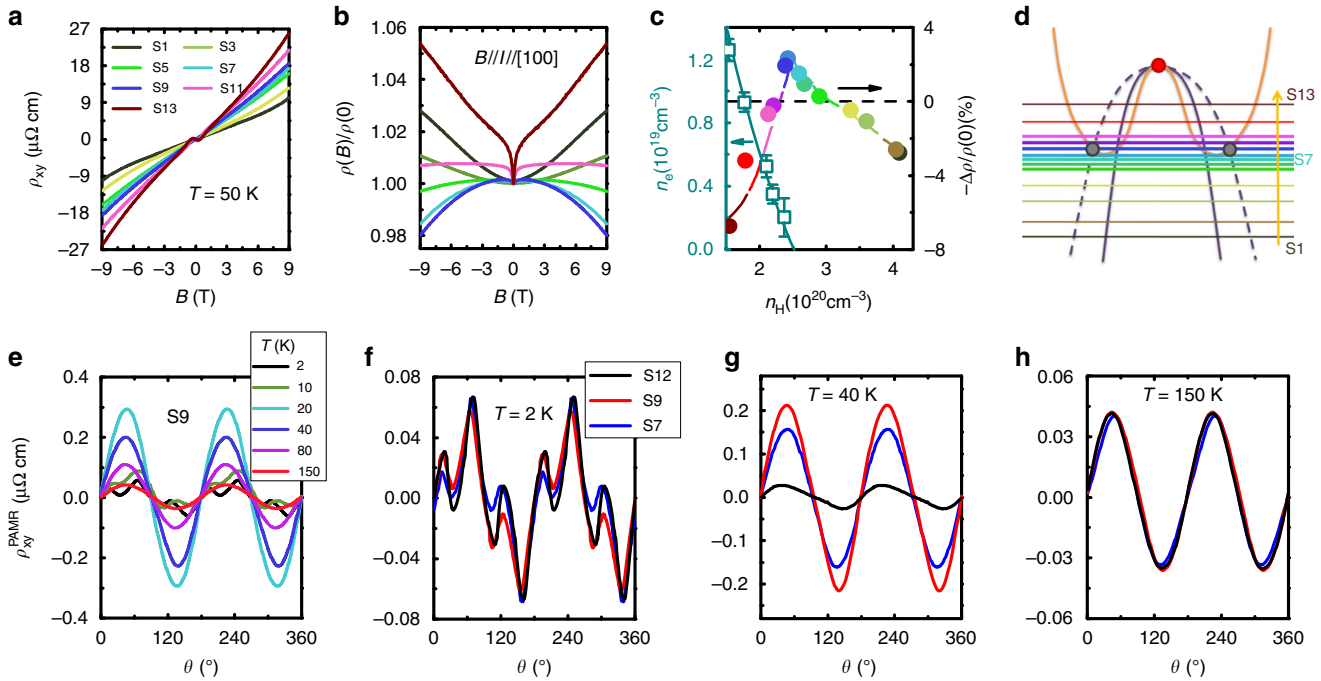 a
27
18
9
0
−9
−18
−27
ρxy (μΩ cm)
S1 S3
S5 S7
S9 S11
S13
T = 50 K
−9 −6 −3 0 3 6 9
B (T)
b
1.06
1.04
1.02
1.00
0.98
ρ(B)/ρ(0)
B//I//[100]
−9 −6 −3 0 3 6 9
B (T)
c
1.2
0.9
0.6
0.3
0.0
ne(10^19cm−3)
4
0
−4
−8
−Δρ/ρ(0)(%)
2 3 4
nH(10^20cm−3)
d
S13
S7
S1
e
0.4
0.2
0.0
−0.2
−0.4
ρxy^PAMR (μΩ cm)
S9
T (K)
2
10
20
40
80
150
0 120 240 360
θ (°)
f
0.08
0.04
0.00
−0.04
−0.08
T = 2 K
S12
S9
S7
0 120 240 360
θ (°)
g
0.2
0.1
0.0
−0.1
−0.2
T = 40 K
0 120 240 360
θ (°)
h
0.06
0.03
0.00
−0.03
−0.06
T = 150 K
0 120 240 360
θ (°)